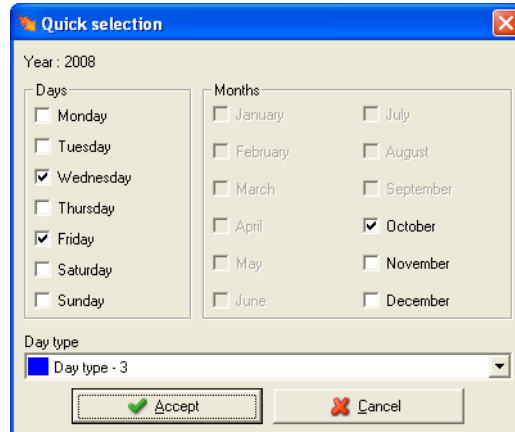 Quick selection
Year : 2008
Days
Monday
Tuesday
Wednesday
Thursday
Friday
Saturday
Sunday
Months
January
February
March
April
May
June
July
August
September
October
November
December
Day type
Day type - 3
Accept
Cancel